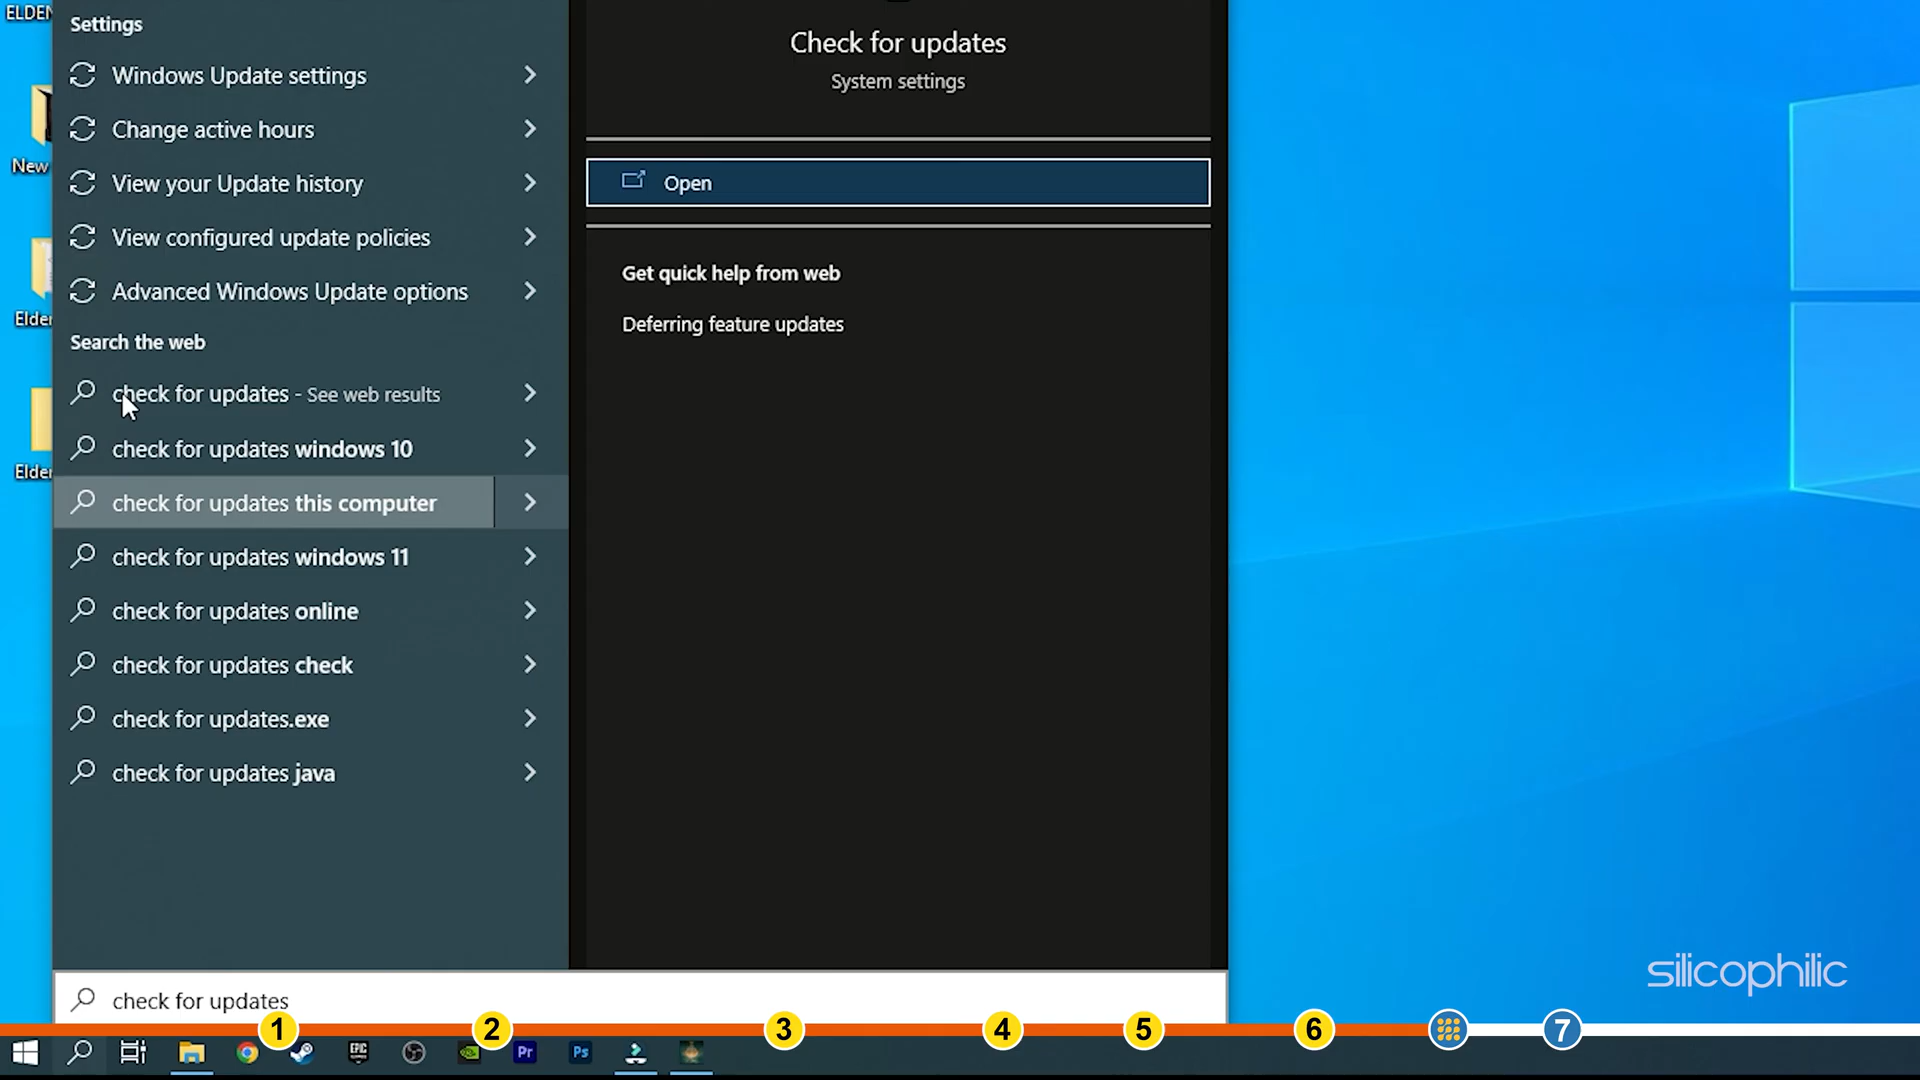 ELDEN
New
Elder
Elder
Settings
Windows Update settings
Change active hours
View your Update history
View configured update policies
Advanced Windows Update options
Search the web
check for updates - See web results
check for updates windows 10
check for updates this computer
check for updates windows 11
check for updates online
check for updates check
check for updates.exe
check for updates java
Check for updates
System settings
Open
Get quick help from web
Deferring feature updates
check for updates
silicophilic
1 2 3 4 5 6 7
EPIC
GAMES
Pr
Ps